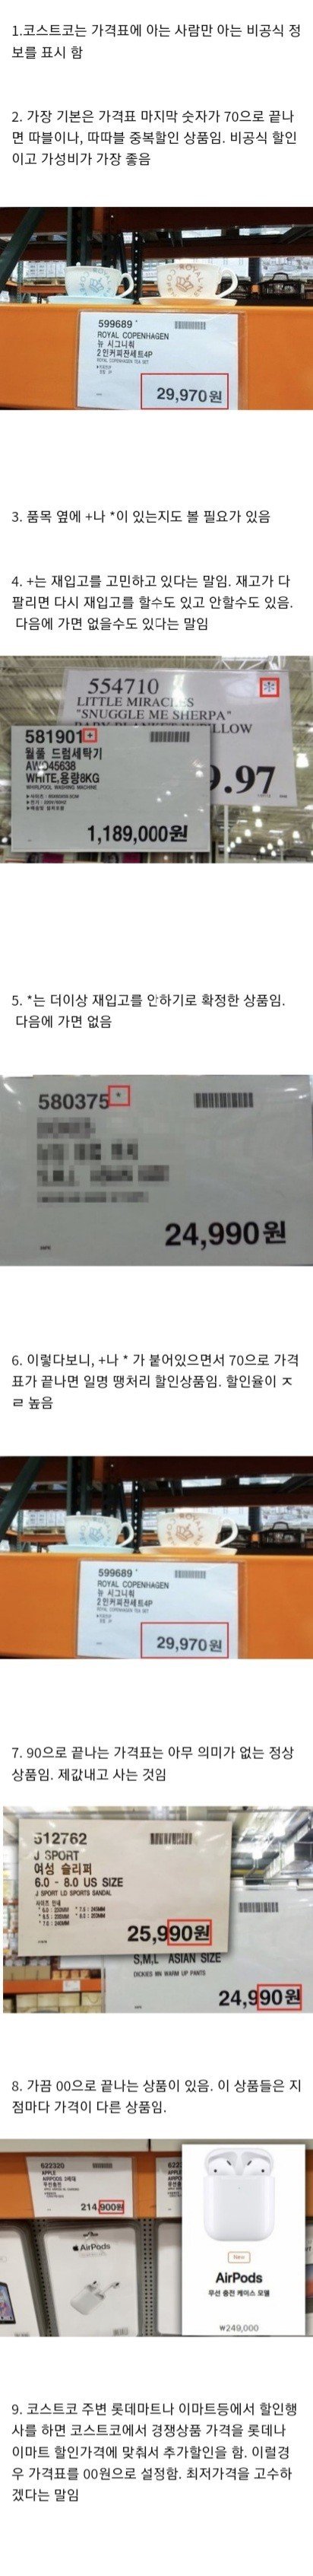 1.코스트코는 가격표에 아는 사람만 아는 비공식 정
보를 표시 함
2. 가장 기본은 가격표 마지막 숫자가 70으로 끝나
면 따블이나, 따따블 중복할인 상품임. 비공식 할인
이고 가성비가 가장 좋음
599689 *
ROYAL COPENHAGEN
뉴 시그니춰
2인커피잔세트4P
ROYAL COPENHAGEN TEA SET
29,970원
3. 품목 옆에 +나 *이 있는지도 볼 필요가 있음
4. +는 재입고를 고민하고 있다는 말임. 재고가 다
팔리면 다시 재입고를 할수도 있고 안할수도 있음.
다음에 가면 없을수도 있다는 말임
554710 *
LITTLE MIRACLES
"SNUGGLE ME SHERPA"
LLOW
9.97
581901+
월풀 드럼세탁기
45638
WHITE,용량8KG
WHIRLPOOL WASHING MACHINE
1,189,000원
5. *는 더이상 재입고를 안하기로 확정한 상품임.
다음에 가면 없음
580375 *
24,990원
6. 이렇다보니, +나 * 가 붙어있으면서 70으로 가격
표가 끝나면 일명 땡처리 할인상품임. 할인율이 ㅈ
ㄹ 높음
599689 *
ROYAL COPENHAGEN
뉴 시그니춰
2인커피잔세트4P
ROYAL COPENHAGEN TEA SET
29,970원
7. 90으로 끝나는 가격표는 아무 의미가 없는 정상
상품임. 제값내고 사는 것임
512762
J SPORT
여성 슬리퍼
6.0 - 8.0 US SIZE
J SPORT LD SPORTS SANDAL
25,990원
S,M,L ASIAN SIZE
DICKIES MN WARM UP PANTS
24,990원
8. 가끔 00으로 끝나는 상품이 있음. 이 상품들은 지
점마다 가격이 다른 상품임.
622320
APPLE
214,900원
AirPods
New
AirPods
무선 충전 케이스 모델
₩249,000
9. 코스트코 주변 롯데마트나 이마트등에서 할인행
사를 하면 코스트코에서 경쟁상품 가격을 롯데나
이마트 할인가격에 맞춰서 추가할인을 함. 이럴경
우 가격표를 00원으로 설정함. 최저가격을 고수하
겠다는 말임